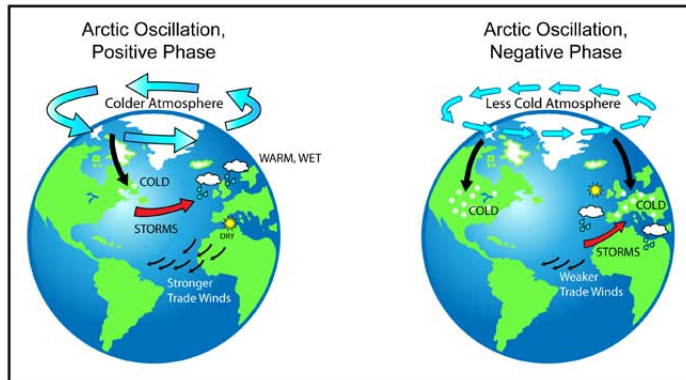 Arctic Oscillation,
Positive Phase
Colder Atmosphere
WARM, WET
COLD
STORMS
DRY
Stronger
Trade Winds
Arctic Oscillation,
Negative Phase
Less Cold Atmosphere
COLD
COLD
STORMS
Weaker
Trade Winds